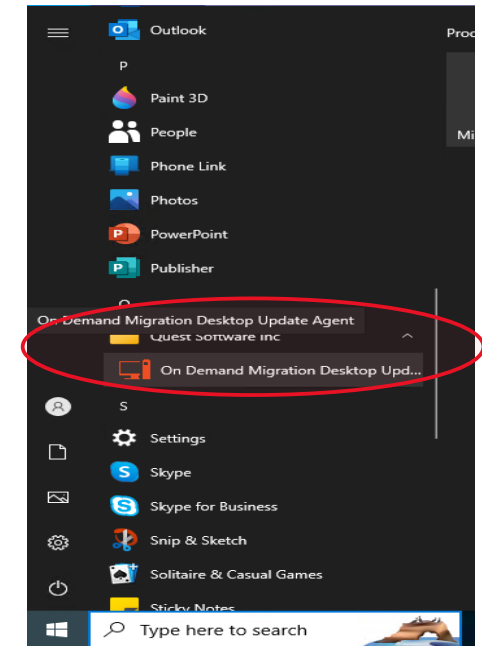 Outlook
Proc
P
Paint 3D
People
Mi
Phone Link
Photos
PowerPoint
Publisher
On Demand Migration Desktop Update Agent
Quest Software Inc
On Demand Migration Desktop Upd...
S
Settings
Skype
Skype for Business
Snip & Sketch
Solitaire & Casual Games
Sticky Notes
Type here to search